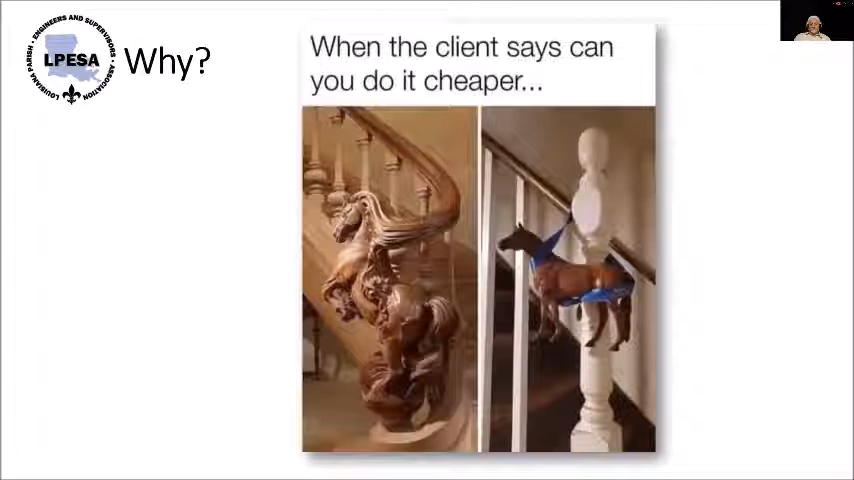 LOUISIANA PARISH • ENGINEERS AND SUPERVISORS • ASSOCIATION
LPESA
Why?
When the client says can
you do it cheaper...